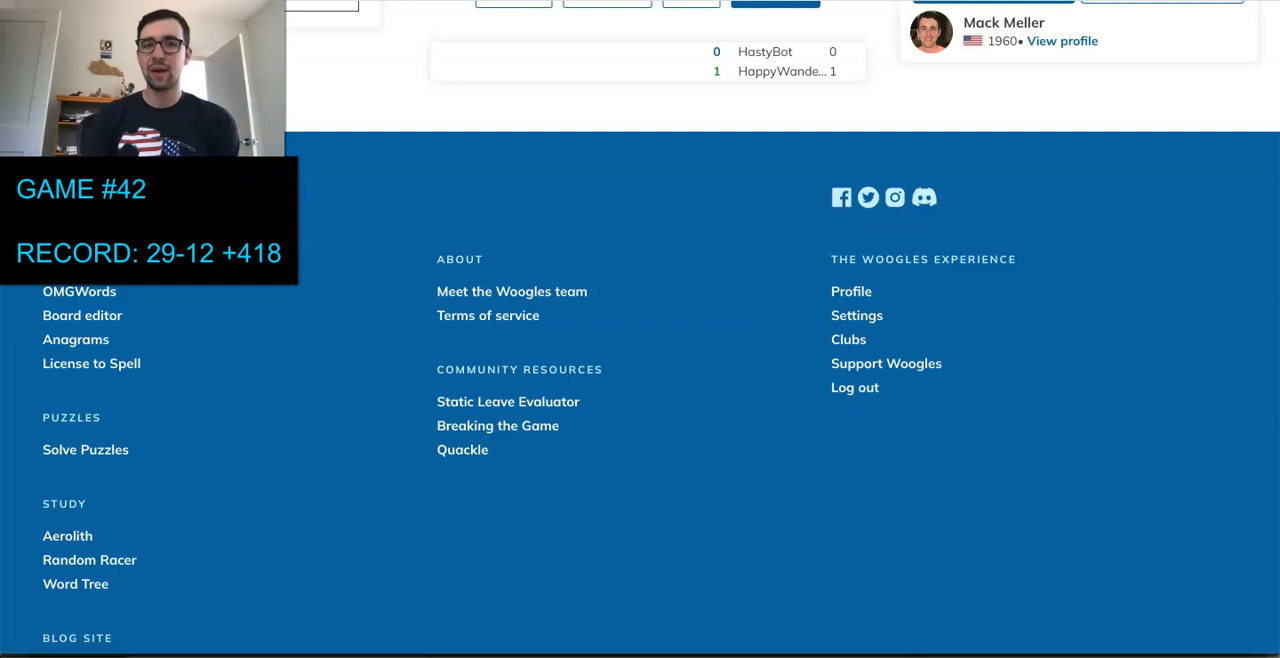 Mack Meller
1960• View profile
0 HastyBot 0
1 HappyWande... 1
GAME #42
RECORD: 29-12 +418
OMGWords
Board editor
Anagrams
License to Spell
PUZZLES
Solve Puzzles
STUDY
Aerolith
Random Racer
Word Tree
BLOG SITE
ABOUT
Meet the Woogles team
Terms of service
COMMUNITY RESOURCES
Static Leave Evaluator
Breaking the Game
Quackle
THE WOOGLES EXPERIENCE
Profile
Settings
Clubs
Support Woogles
Log out